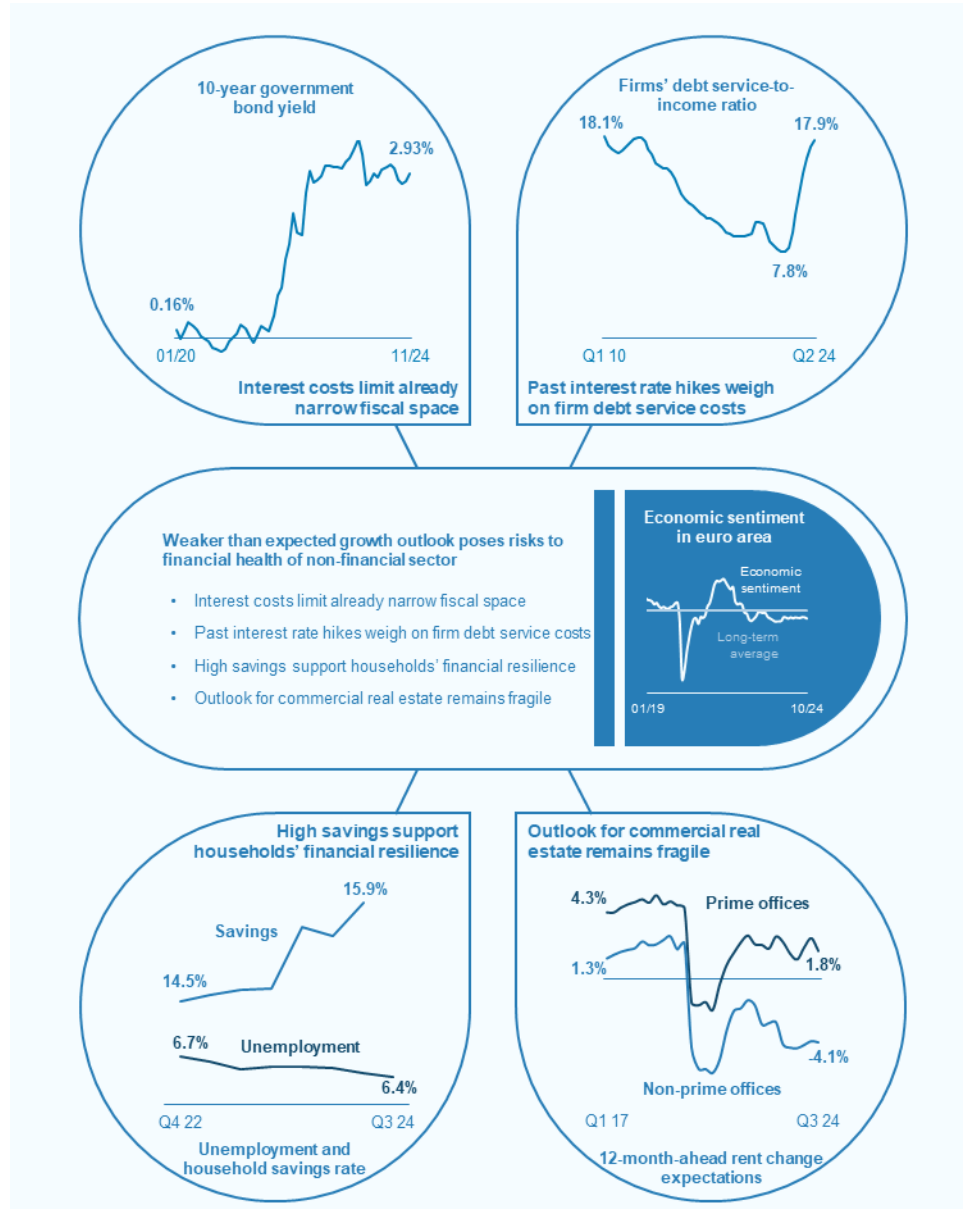 10-year government
bond yield
2.93%
0.16%
01/20
11/24
Interest costs limit already
narrow fiscal space
Firms' debt service-to-
income ratio
18.1%
17.9%
7.8%
Q1 10
Q2 24
Past interest rate hikes weigh
on firm debt service costs
Weaker than expected growth outlook poses risks to
financial health of non-financial sector
• Interest costs limit already narrow fiscal space
• Past interest rate hikes weigh on firm debt service costs
• High savings support households' financial resilience
• Outlook for commercial real estate remains fragile
Economic sentiment
in euro area
Economic
sentiment
Long-term
average
01/19
10/24
High savings support
households' financial resilience
15.9%
Savings
14.5%
6.7%
Unemployment
6.4%
Q4 22
Q3 24
Unemployment and
household savings rate
Outlook for commercial real
estate remains fragile
4.3%
Prime offices
1.3%
1.8%
-4.1%
Non-prime offices
Q1 17
Q3 24
12-month-ahead rent change
expectations